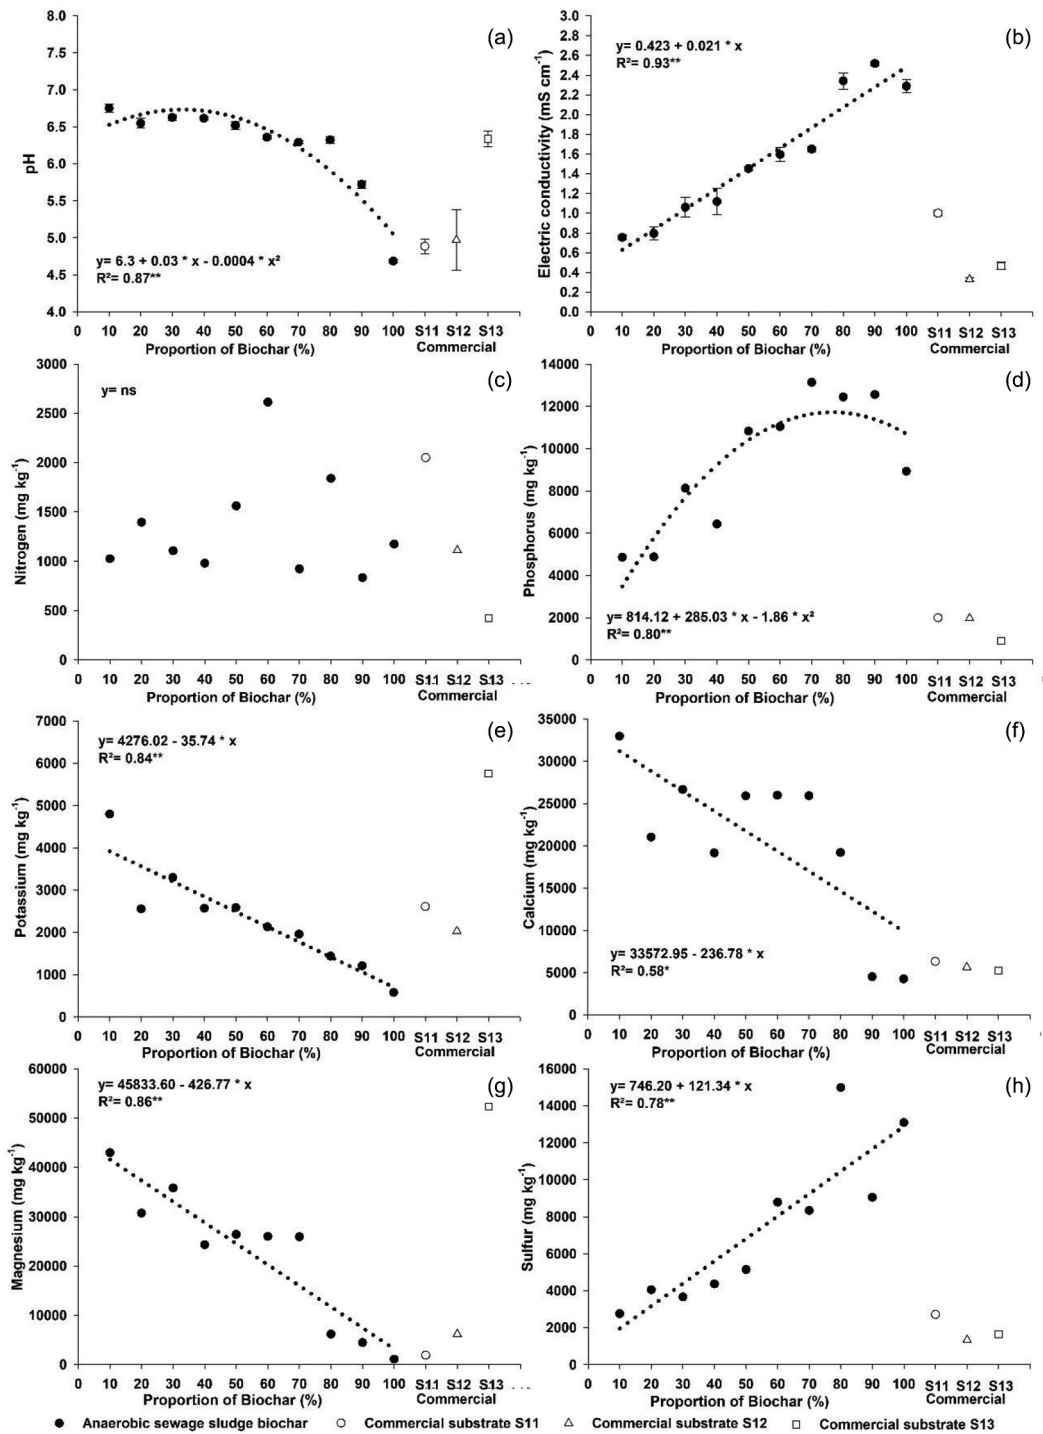 8.0
7.5
7.0
6.5
6.0
5.5
5.0
4.5
4.0
pH
(a)
y= 6.3 + 0.03 * x - 0.0004 * x²
R²= 0.87**
0 10 20 30 40 50 60 70 80 90 100 S11 S12 S13
Proportion of Biochar (%) Commercial
3.0
2.8
2.6
2.4
2.2
2.0
1.8
1.6
1.4
1.2
1.0
0.8
0.6
0.4
0.2
0.0
Electric conductivity (mS cm⁻¹)
(b)
y= 0.423 + 0.021 * x
R²= 0.93**
0 10 20 30 40 50 60 70 80 90 100 S11 S12 S13
Proportion of Biochar (%) Commercial
3000
2500
2000
1500
1000
500
0
Nitrogen (mg kg⁻¹)
(c)
y= ns
0 10 20 30 40 50 60 70 80 90 100 S11 S12 S13
Proportion of Biochar (%) Commercial
14000
12000
10000
8000
6000
4000
2000
0
Phosphorus (mg kg⁻¹)
(d)
y= 814.12 + 285.03 * x - 1.86 * x²
R²= 0.80**
0 10 20 30 40 50 60 70 80 90 100 S11 S12 S13
Proportion of Biochar (%) Commercial
7000
6000
5000
4000
3000
2000
1000
0
Potassium (mg kg⁻¹)
(e)
y= 4276.02 - 35.74 * x
R²= 0.84**
0 10 20 30 40 50 60 70 80 90 100 S11 S12 S13
Proportion of Biochar (%) Commercial
35000
30000
25000
20000
15000
10000
5000
0
Calcium (mg kg⁻¹)
(f)
y= 33572.95 - 236.78 * x
R²= 0.58*
0 10 20 30 40 50 60 70 80 90 100 S11 S12 S13
Proportion of Biochar (%) Commercial
60000
50000
40000
30000
20000
10000
0
Magnesium (mg kg⁻¹)
(g)
y= 45833.60 - 426.77 * x
R²= 0.86**
0 10 20 30 40 50 60 70 80 90 100 S11 S12 S13
Proportion of Biochar (%) Commercial
16000
14000
12000
10000
8000
6000
4000
2000
0
Sulfur (mg kg⁻¹)
(h)
y= 746.20 + 121.34 * x
R²= 0.78**
0 10 20 30 40 50 60 70 80 90 100 S11 S12 S13
Proportion of Biochar (%) Commercial
Anaerobic sewage sludge biochar Commercial substrate S11 Commercial substrate S12 Commercial substrate S13